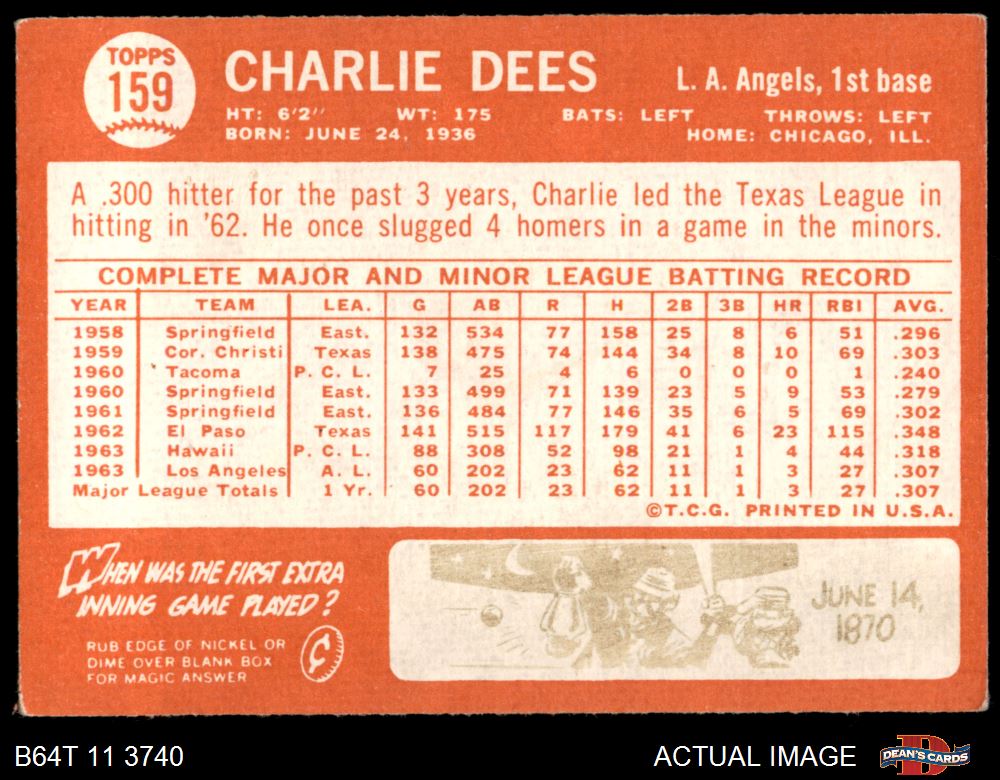 TOPPS
159
CHARLIE DEES
L. A. Angels, 1st base
HT: 6'2" WT: 175 BATS: LEFT THROWS: LEFT
BORN: JUNE 24, 1936 HOME: CHICAGO, ILL.
A .300 hitter for the past 3 years, Charlie led the Texas League in
hitting in '62. He once slugged 4 homers in a game in the minors.
COMPLETE MAJOR AND MINOR LEAGUE BATTING RECORD
YEAR TEAM LEA. G AB R H 2B 3B HR RBI AVG.
1958 Springfield East. 132 534 77 158 25 8 6 51 .296
1959 Cor. Christi Texas 138 475 74 144 34 8 10 69 .303
1960 Tacoma P. C. L. 7 25 4 6 0 0 0 1 .240
1960 Springfield East. 133 499 71 139 23 5 9 53 .279
1961 Springfield East. 136 484 77 146 35 6 5 69 .302
1962 El Paso Texas 141 515 117 179 41 6 23 115 .348
1963 Hawaii P. C. L. 88 308 52 98 21 1 4 44 .318
1963 Los Angeles A. L. 60 202 23 62 11 1 3 27 .307
Major League Totals 1 Yr. 60 202 23 62 11 1 3 27 .307
©T.C.G. PRINTED IN U.S.A.
WHEN WAS THE FIRST EXTRA
INNING GAME PLAYED?
RUB EDGE OF NICKEL OR
DIME OVER BLANK BOX
FOR MAGIC ANSWER
¢
JUNE 14,
1870
B64T 11 3740
ACTUAL IMAGE
DEAN'S CARDS